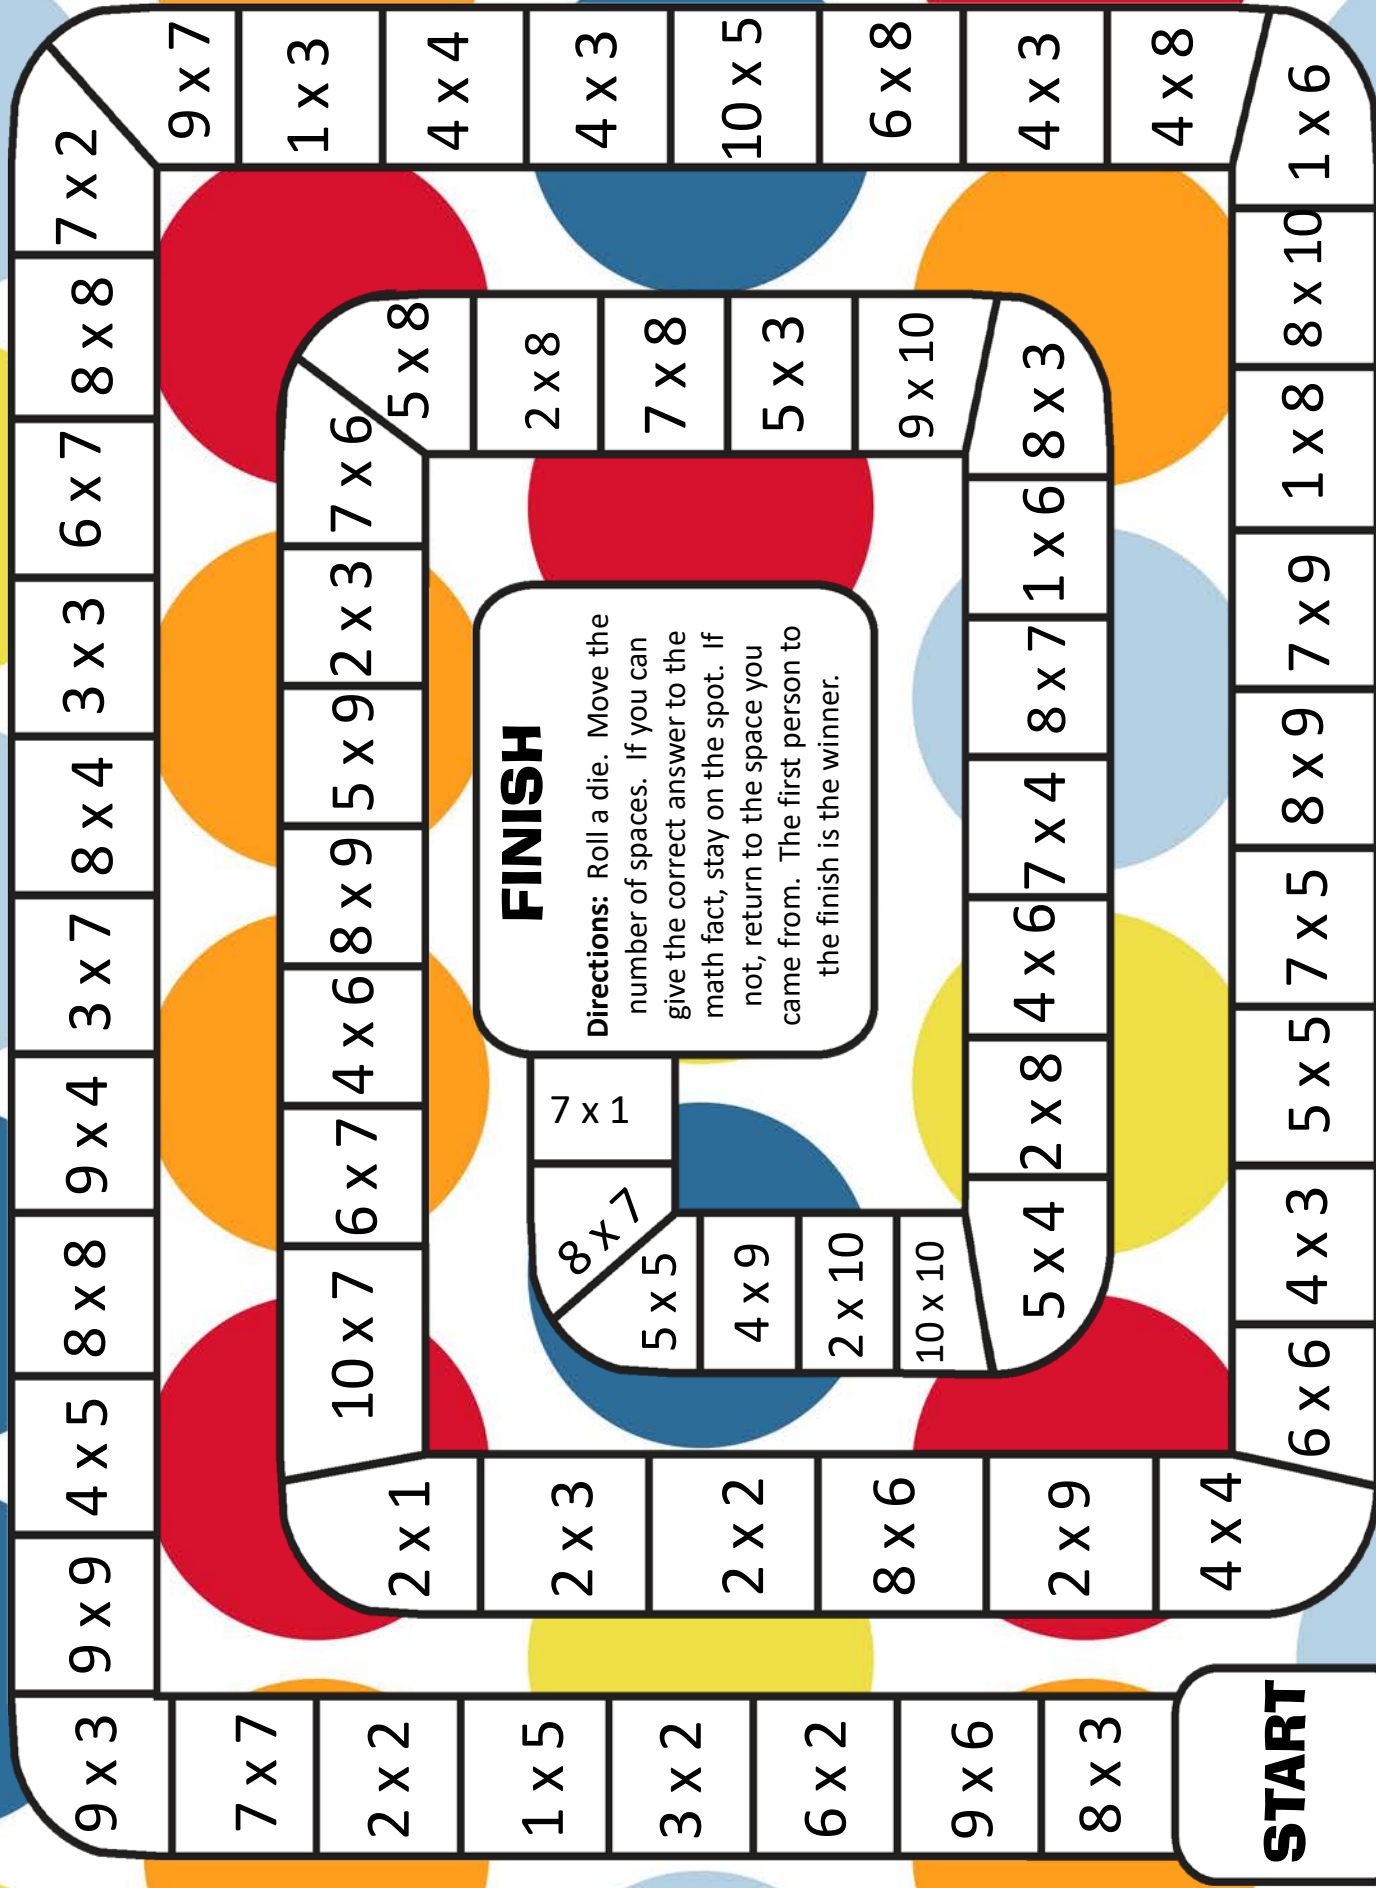 START
8 x 3
9 x 6
6 x 2
3 x 2
1 x 5
2 x 2
7 x 7
9 x 3
9 x 9
4 x 5
8 x 8
9 x 4
3 x 7
8 x 4
3 x 3
6 x 7
8 x 8
7 x 2
9 x 7
1 x 3
4 x 4
4 x 3
10 x 5
6 x 8
4 x 3
4 x 8
1 x 6
8 x 10
1 x 8
7 x 9
8 x 9
7 x 5
5 x 5
4 x 3
6 x 6
4 x 4
2 x 9
8 x 6
2 x 2
2 x 3
2 x 1
10 x 7
6 x 7
4 x 6
8 x 9
5 x 9
2 x 3
7 x 6
5 x 8
2 x 8
7 x 8
5 x 3
9 x 10
8 x 3
1 x 6
8 x 7
7 x 4
4 x 6
2 x 8
5 x 4
10 x 10
2 x 10
4 x 9
5 x 5
8 x 7
7 x 1
FINISH
Directions: Roll a die. Move the
number of spaces. If you can
give the correct answer to the
math fact, stay on the spot. If
not, return to the space you
came from. The first person to
the finish is the winner.